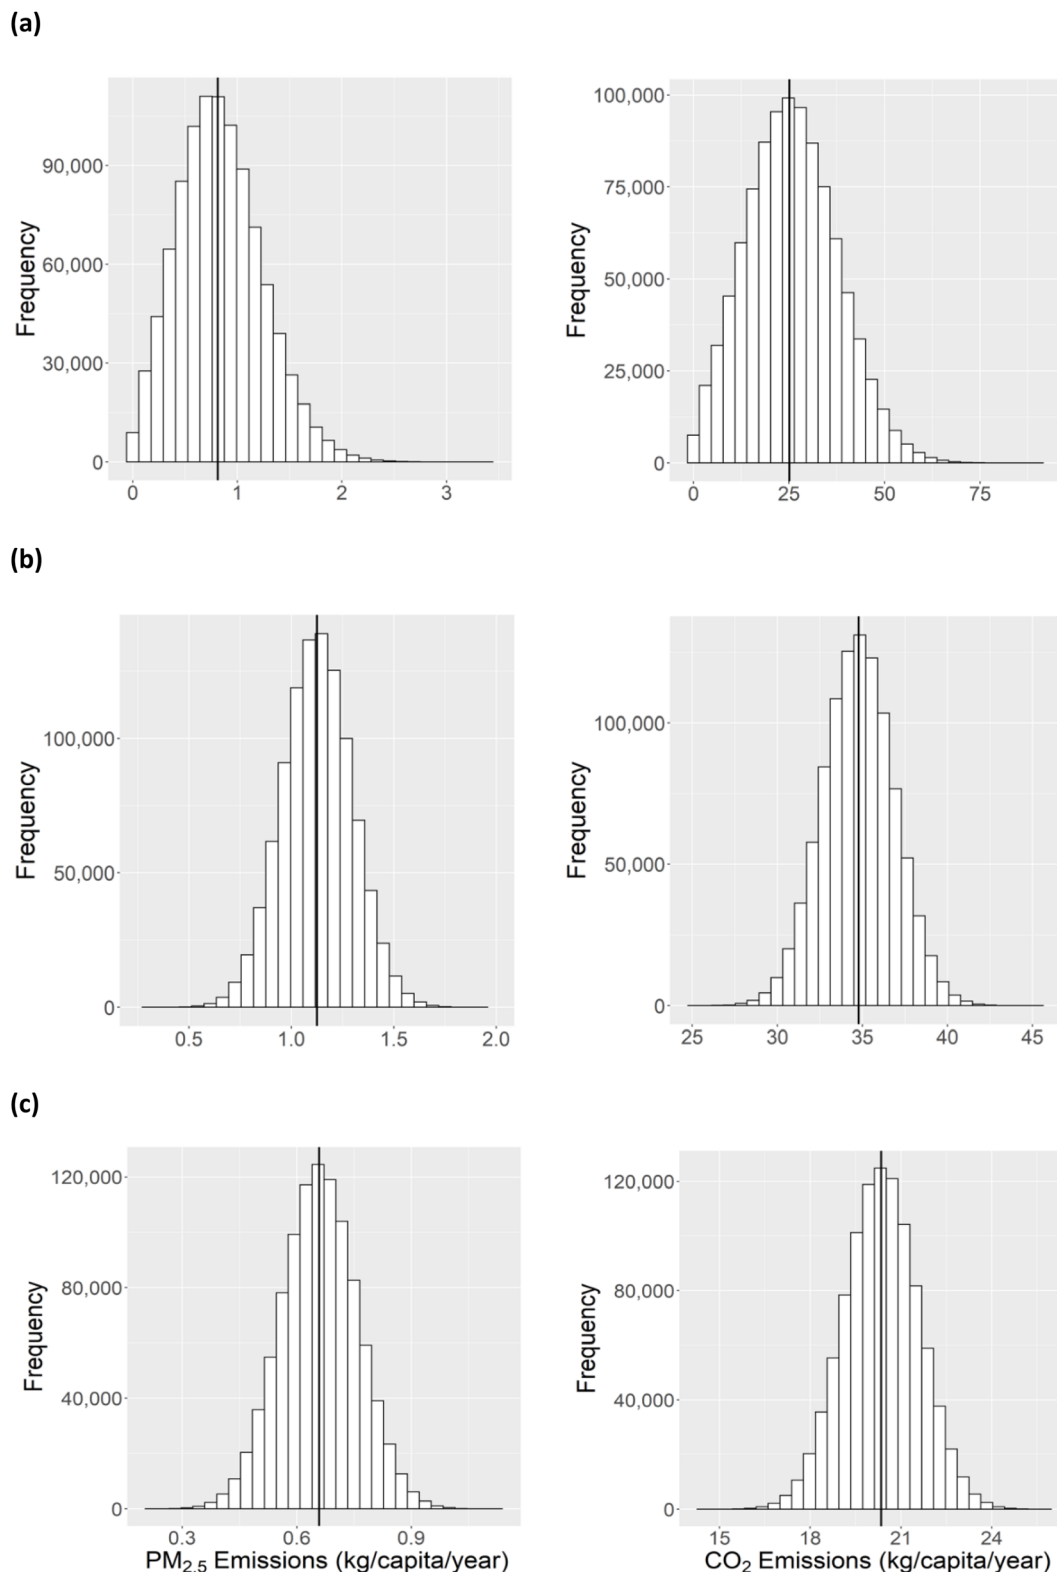 (a)
Frequency
90,000
60,000
30,000
0
0 1 2 3
Frequency
100,000
75,000
50,000
25,000
0
0 25 50 75
(b)
Frequency
100,000
50,000
0
0.5 1.0 1.5 2.0
Frequency
100,000
50,000
0
25 30 35 40 45
(c)
Frequency
120,000
80,000
40,000
0
0.3 0.6 0.9
PM2.5 Emissions (kg/capita/year)
Frequency
120,000
80,000
40,000
0
15 18 21 24
CO2 Emissions (kg/capita/year)